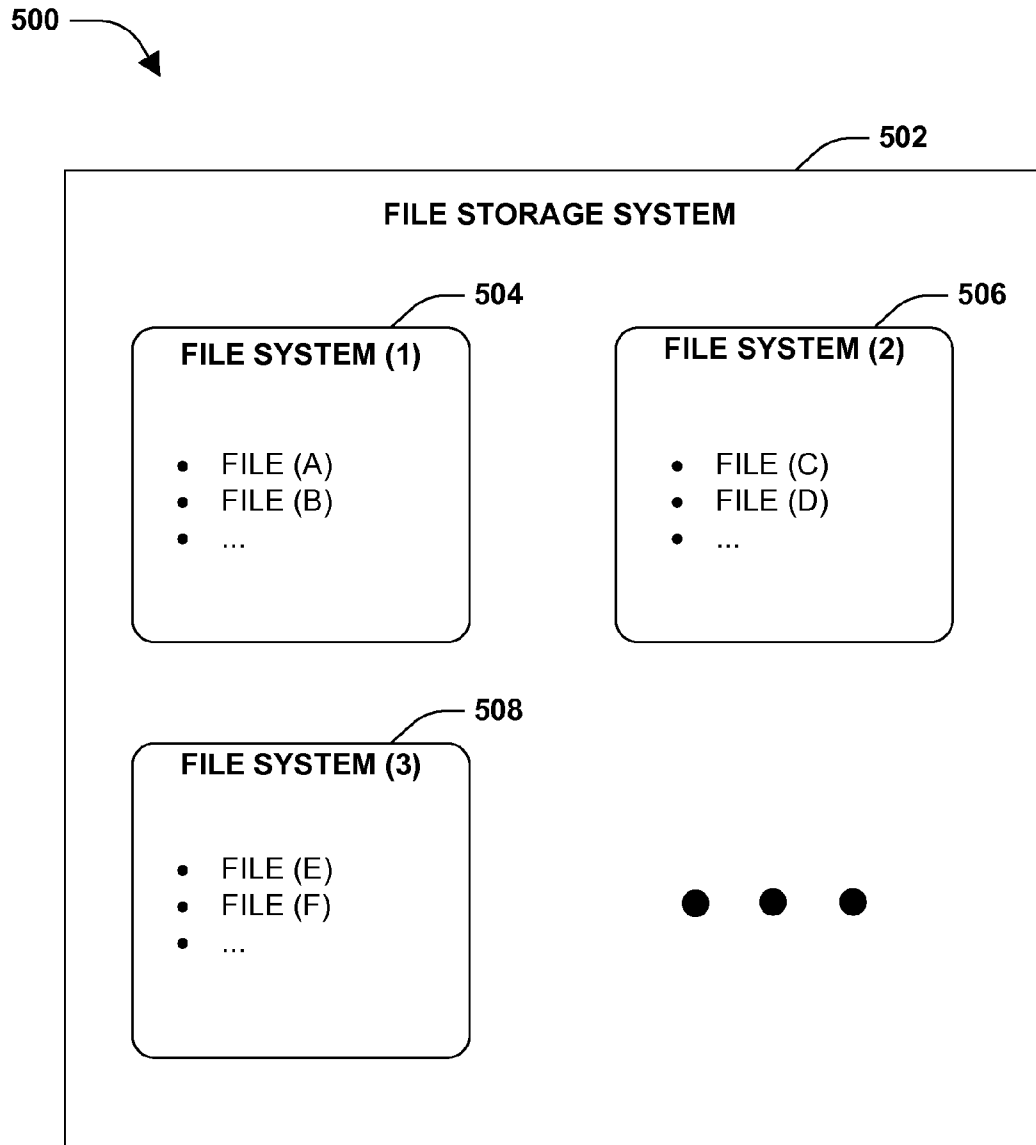 500
502
FILE STORAGE SYSTEM
504
506
FILE SYSTEM (1)
FILE SYSTEM (2)
• FILE (A)
• FILE (B)
• ...
• FILE (C)
• FILE (D)
• ...
508
FILE SYSTEM (3)
• FILE (E)
• FILE (F)
• ...